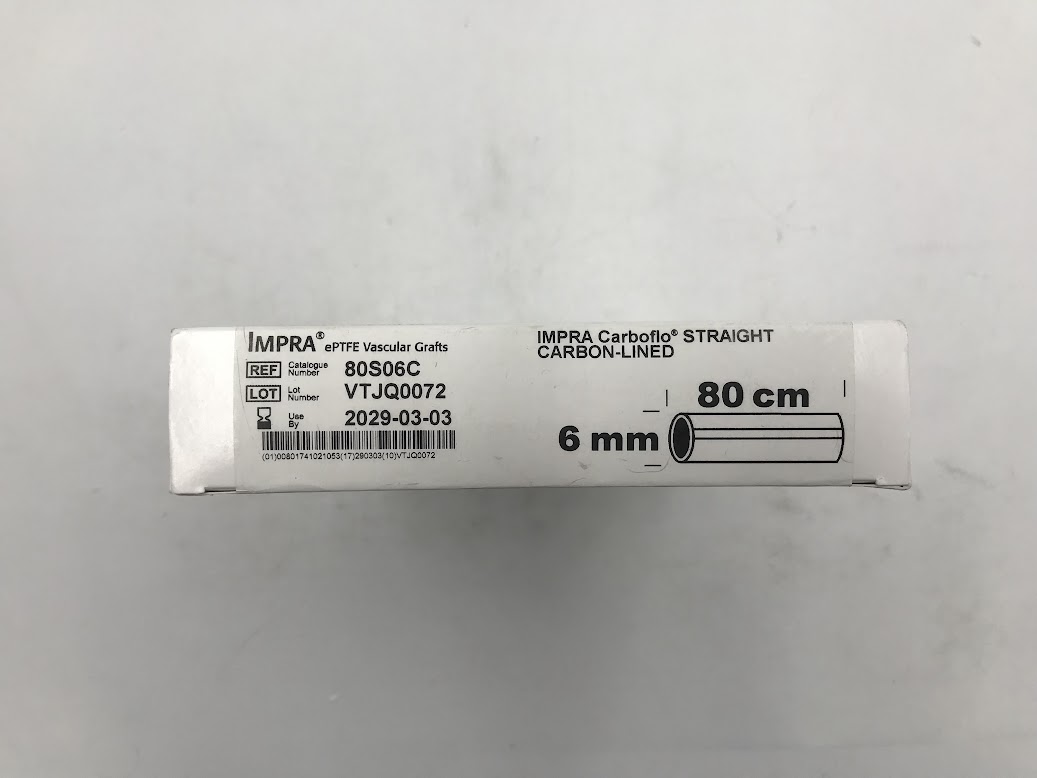 IMPRA® ePTFE Vascular Grafts
REF Catalogue Number 80S06C
LOT Lot Number VTJQ0072
Use By 2029-03-03
(01)00801741021053(17)290303(10)VTJQ0072
IMPRA Carboflo® STRAIGHT
CARBON-LINED
80 cm
6 mm